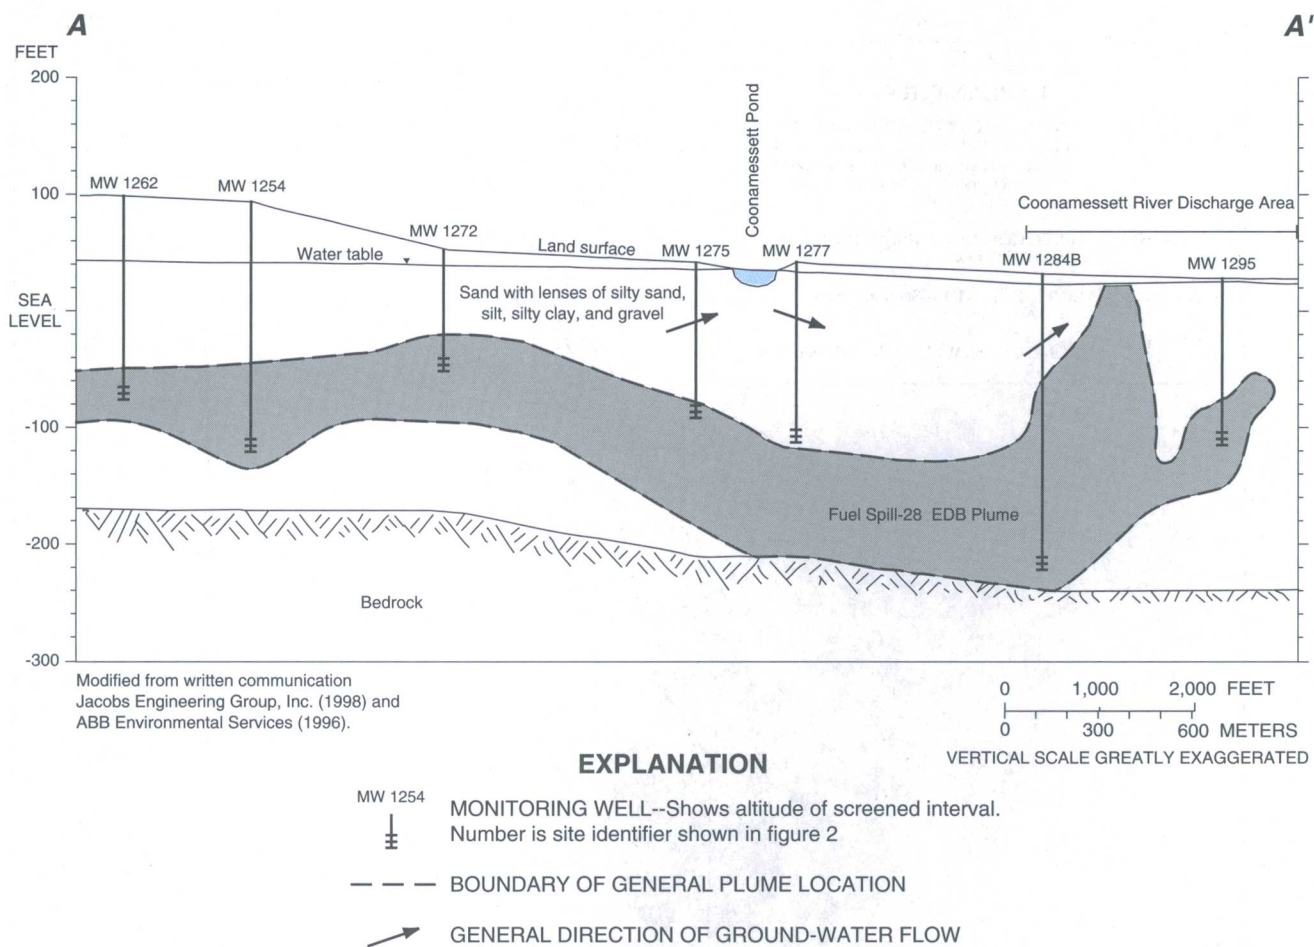 A
A'
FEET
200
100
SEA
LEVEL
-100
-200
-300
MW 1262
MW 1254
MW 1272
MW 1275
Coonamessett Pond
MW 1277
MW 1284B
MW 1295
Coonamessett River Discharge Area
Water table
Land surface
Sand with lenses of silty sand,
silt, silty clay, and gravel
Fuel Spill-28 EDB Plume
Bedrock
Modified from written communication
Jacobs Engineering Group, Inc. (1998) and
ABB Environmental Services (1996).
0 1,000 2,000 FEET
0 300 600 METERS
VERTICAL SCALE GREATLY EXAGGERATED
EXPLANATION
MW 1254
MONITORING WELL--Shows altitude of screened interval.
Number is site identifier shown in figure 2
BOUNDARY OF GENERAL PLUME LOCATION
GENERAL DIRECTION OF GROUND-WATER FLOW